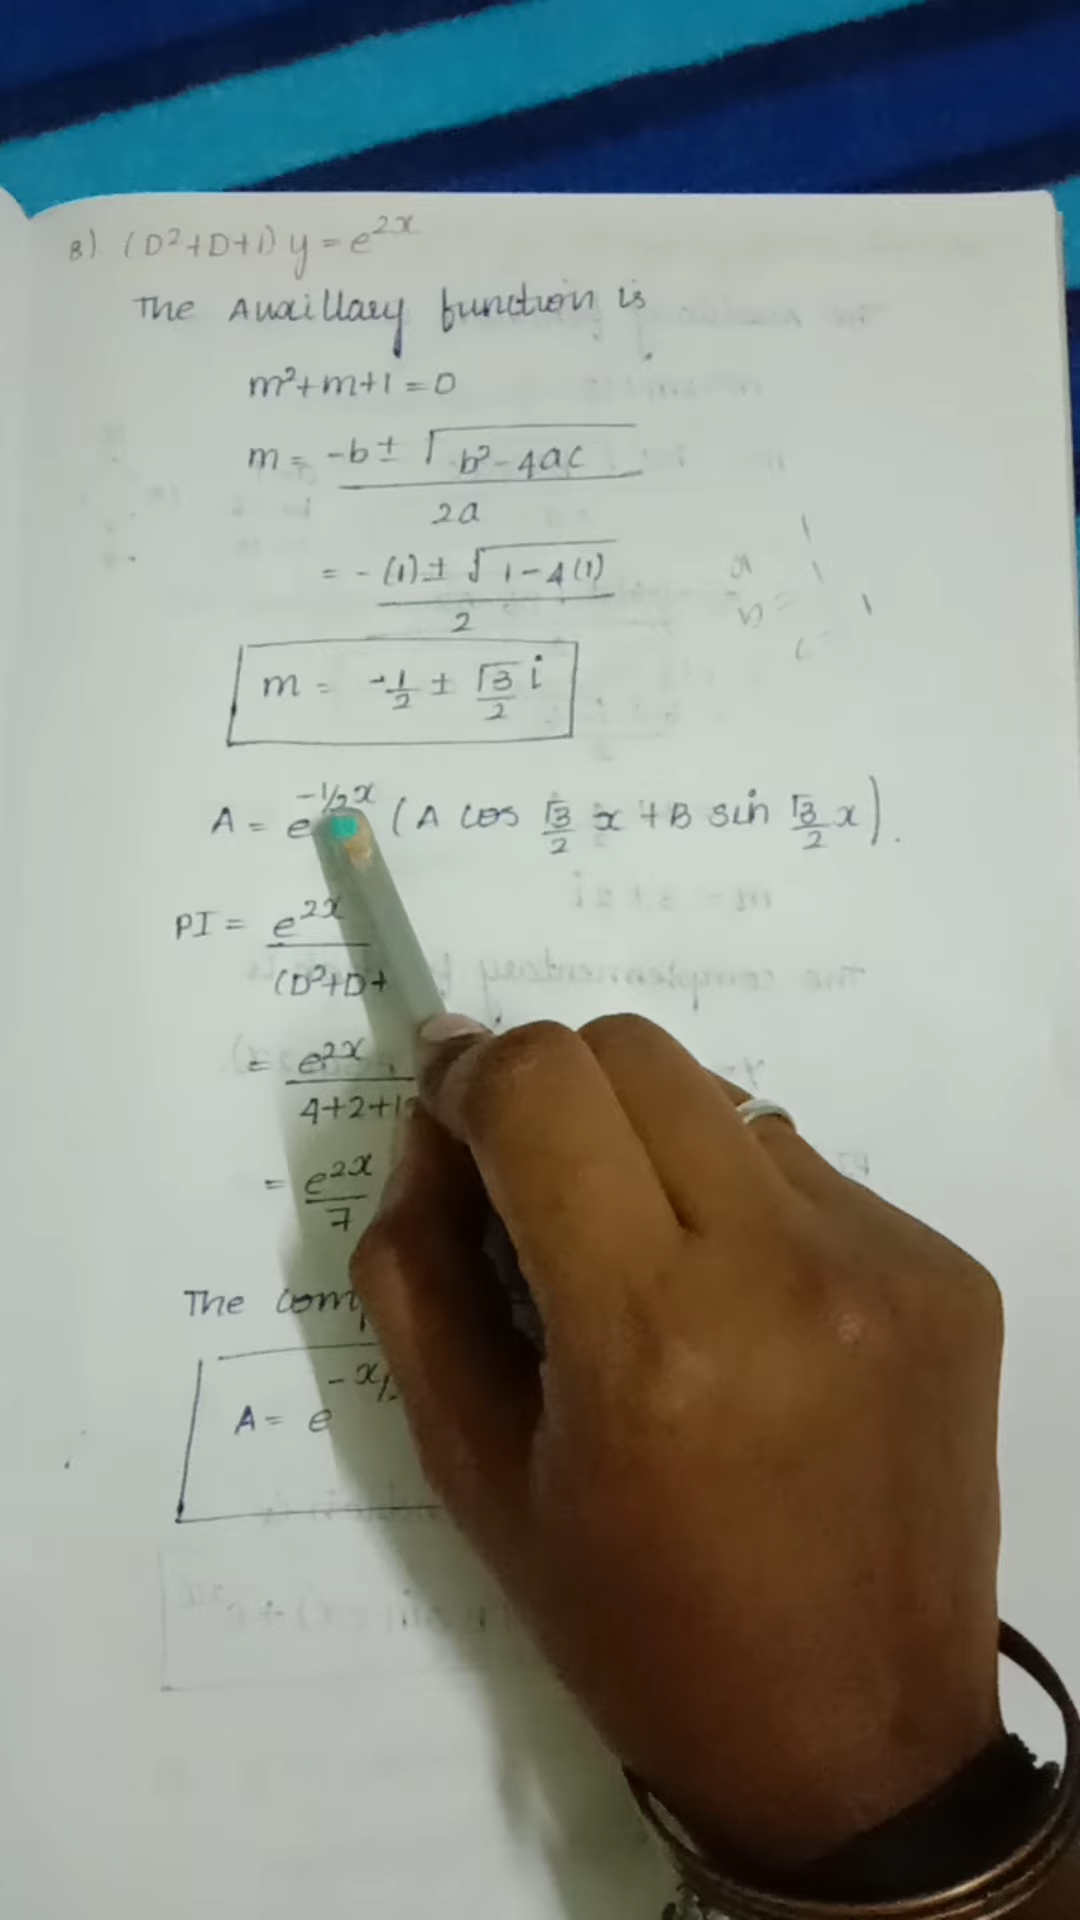 8). (D²+D+1) y = e^2x
The Auxillary function is
m²+m+1 = 0
m = -b ± √b²-4ac
2a
= -(1) ± √1-4(1)
2
m = -1/2 ± √3/2 i
A = e^-1/2x (A cos √3/2 x + B sin √3/2 x).
PI = e^2x
(D²+D+
= e^2x
4+2+1
= e^2x
7
The
A = e^-x/